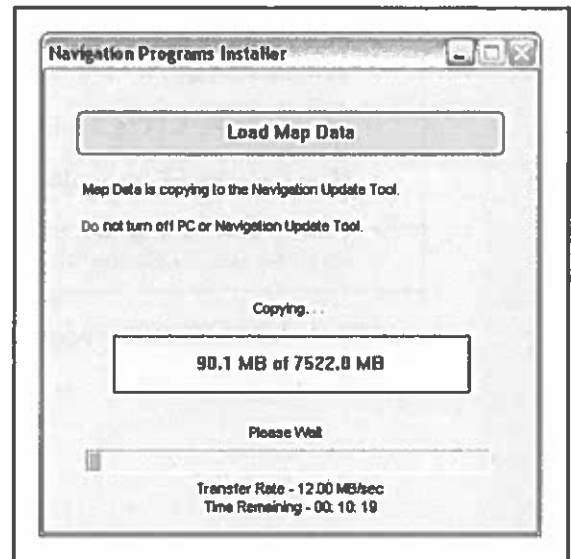 Navigation Programs Installer
Load Map Data
Map Data is copying to the Navigation Update Tool.
Do not turn off PC or Navigation Update Tool.
Copying. . .
90.1 MB of 7522.0 MB
Please Wait
Transfer Rate - 12.00 MB/sec
Time Remaining - 00: 10: 19